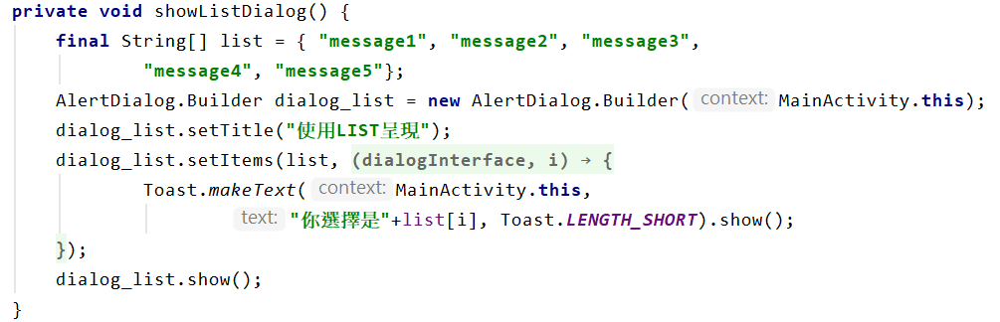 private void showListDialog() {
final String[] list = { "message1", "message2", "message3",
"message4", "message5"};
AlertDialog.Builder dialog_list = new AlertDialog.Builder( context: MainActivity.this);
dialog_list.setTitle("使用LIST呈現");
dialog_list.setItems(list, (dialogInterface, i) → {
Toast.makeText( context: MainActivity.this,
text: "你選擇是"+list[i], Toast.LENGTH_SHORT).show();
});
dialog_list.show();
}